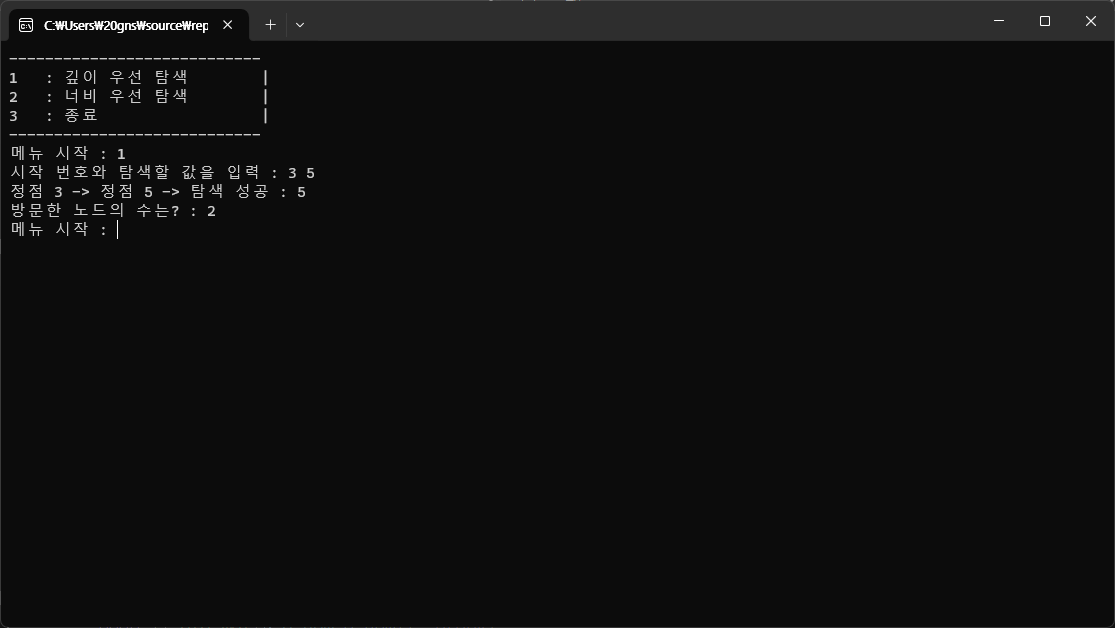 C:₩Users₩20gns₩source₩rep
----------------------------
1   : 깊이 우선 탐색        |
2   : 너비 우선 탐색        |
3   : 종료                  |
----------------------------
메뉴 시작 : 1
시작 번호와 탐색할 값을 입력 : 3 5
정점 3 -> 정점 5 -> 탐색 성공 : 5
방문한 노드의 수는? : 2
메뉴 시작 :